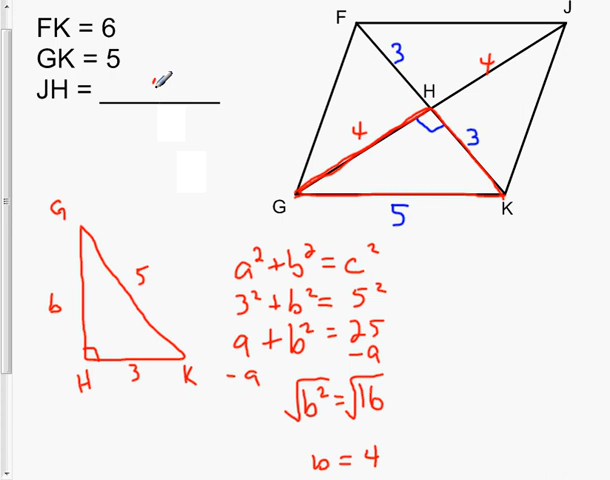 FK = 6
GK = 5
JH = ___________
F
J
3
4
H
4
3
G
K
5
G
b
5
H
3
K
a² + b² = c²
3² + b² = 5²
9 + b² = 25
-9
-9
√b² = √16
b = 4